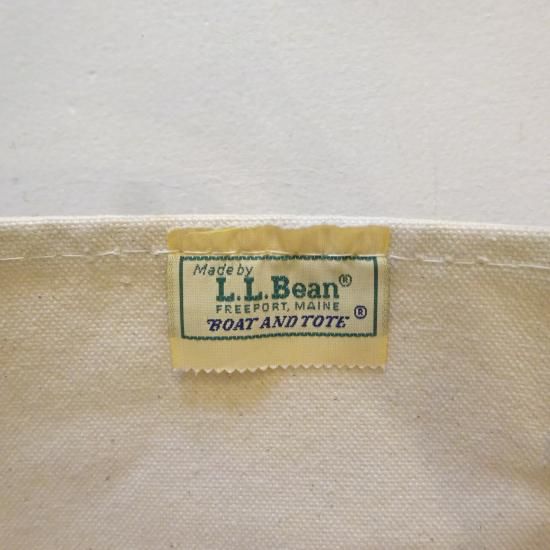 Made by
L.L.Bean®
FREEPORT, MAINE
BOAT AND TOTE ®